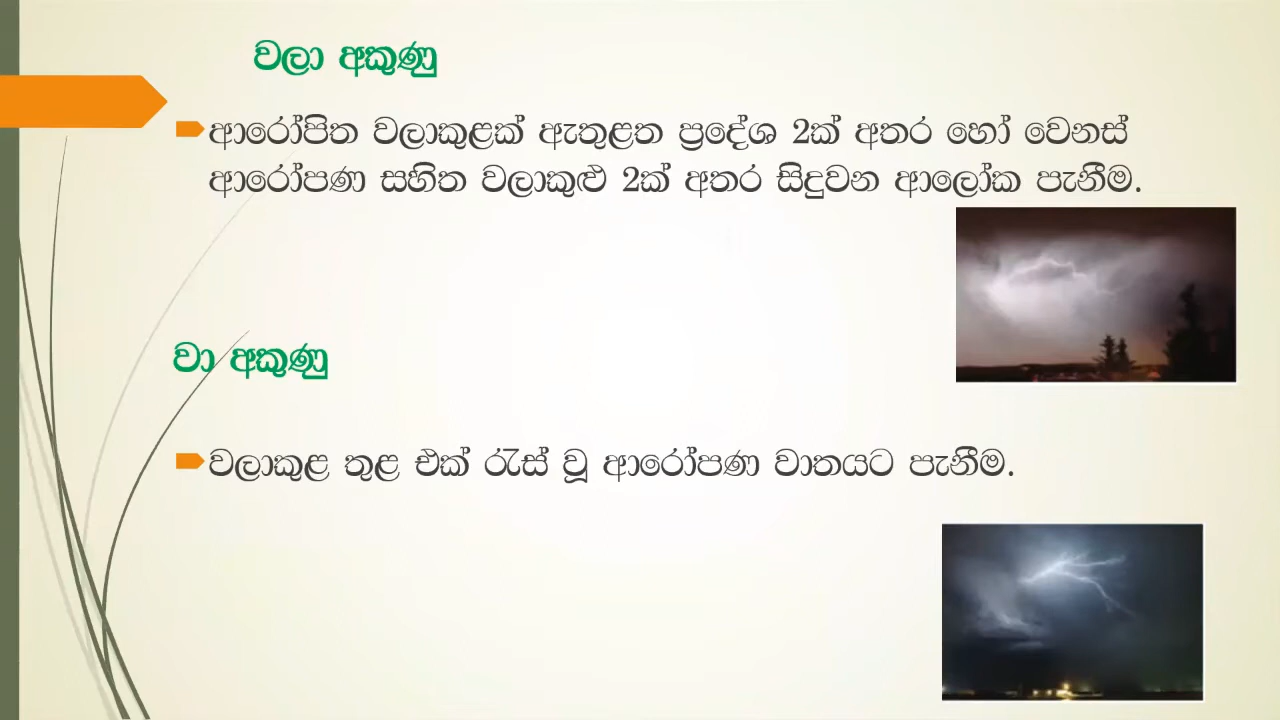 වලා අකුණු
ආරෝපිත වලාකුළක් ඇතුළත ප්‍රදේශ 2ක් අතර හෝ වෙනස්
ආරෝපණ සහිත වලාකුළු 2ක් අතර සිදුවන ආලෝක පැනීම.
වා අකුණු
වලාකුළ තුළ එක් රැස් වූ ආරෝපණ වාතයට පැනීම.